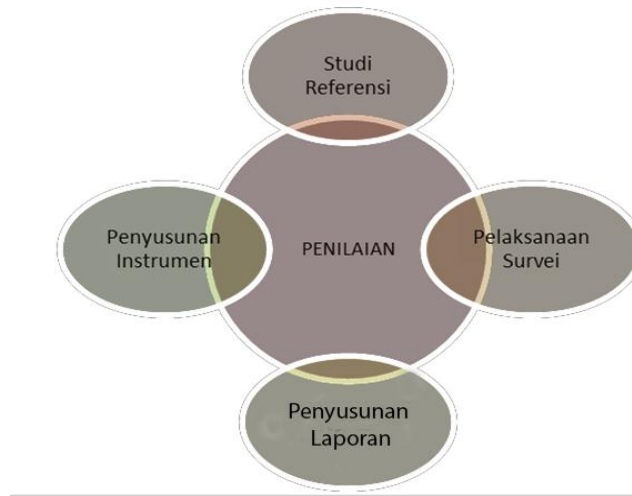 Studi
Referensi
Penyusunan
Instrumen
PENILAIAN
Pelaksanaan
Survei
Penyusunan
Laporan